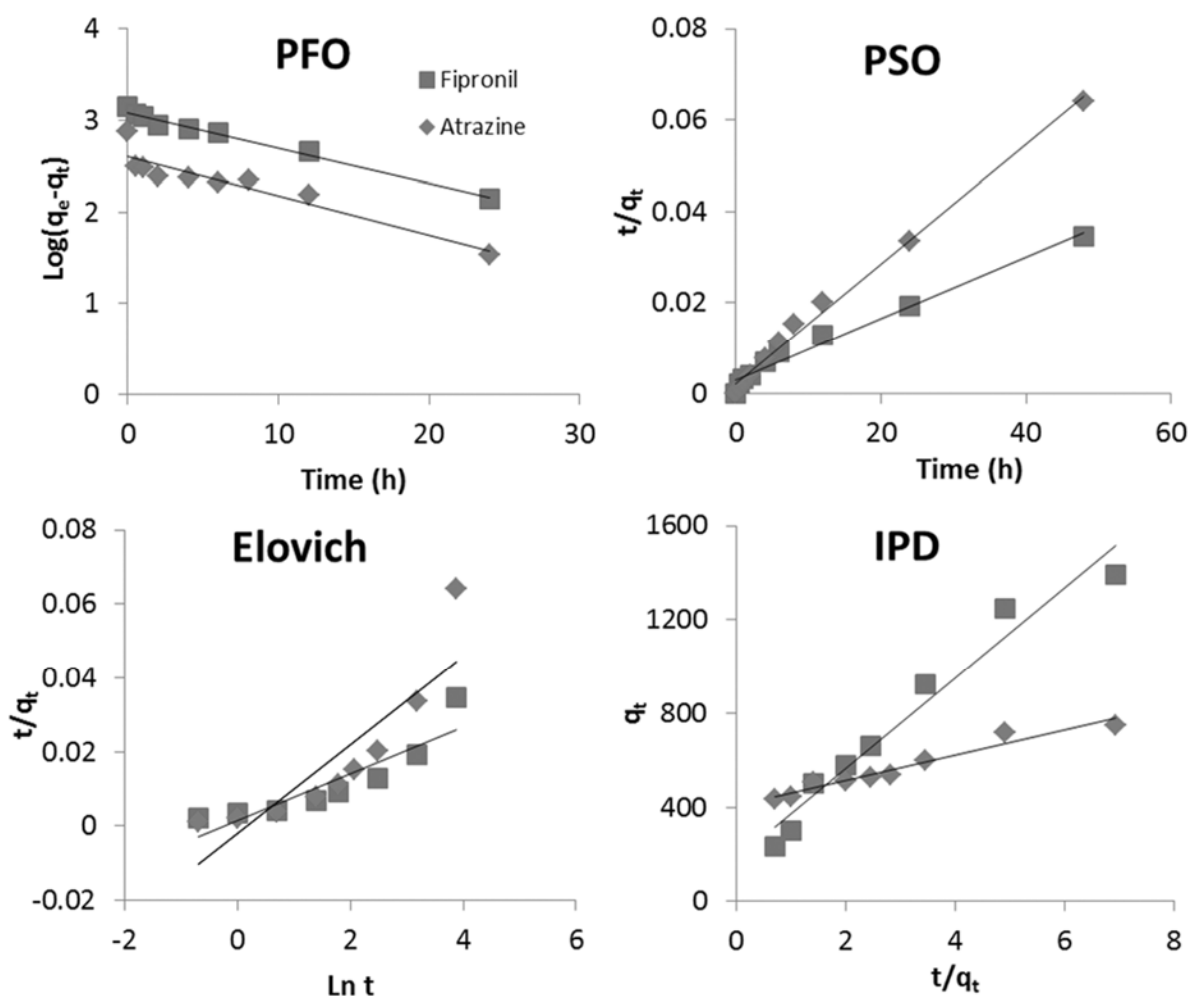 PFO
Fipronil
Atrazine
4
3
2
1
0
Log(qₑ-qₜ)
0 10 20 30
Time (h)
PSO
0.08
0.06
0.04
0.02
0
t/qₜ
0 20 40 60
Time (h)
Elovich
0.08
0.06
0.04
0.02
0
-0.02
t/qₜ
-2 0 2 4 6
Ln t
IPD
1600
1200
800
400
0
qₜ
0 2 4 6 8
t/qₜ